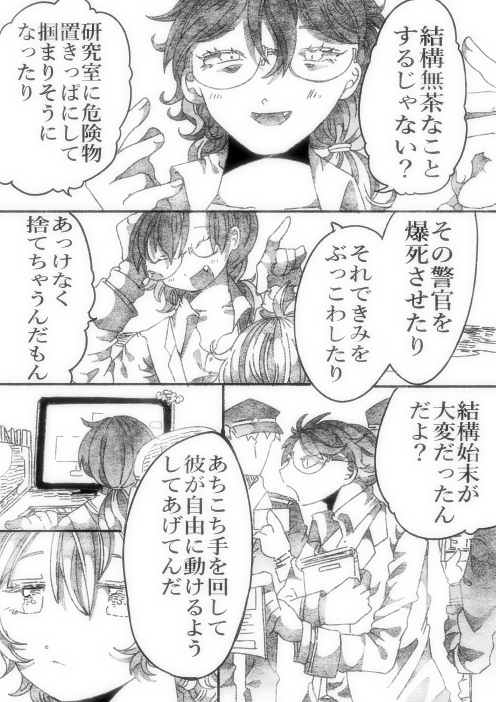 結構無茶なこと
するじゃない?
研究室に危険物
置きっぱにして
掴まりそうに
なったり
その警官を
爆死させたり
それできみを
ぶっこわしたり
あっけなく
捨てちゃうんだもん
結構始末が
大変だったん
だよ?
あちこち手を回して
彼が自由に動けるよう
してあげてんだ